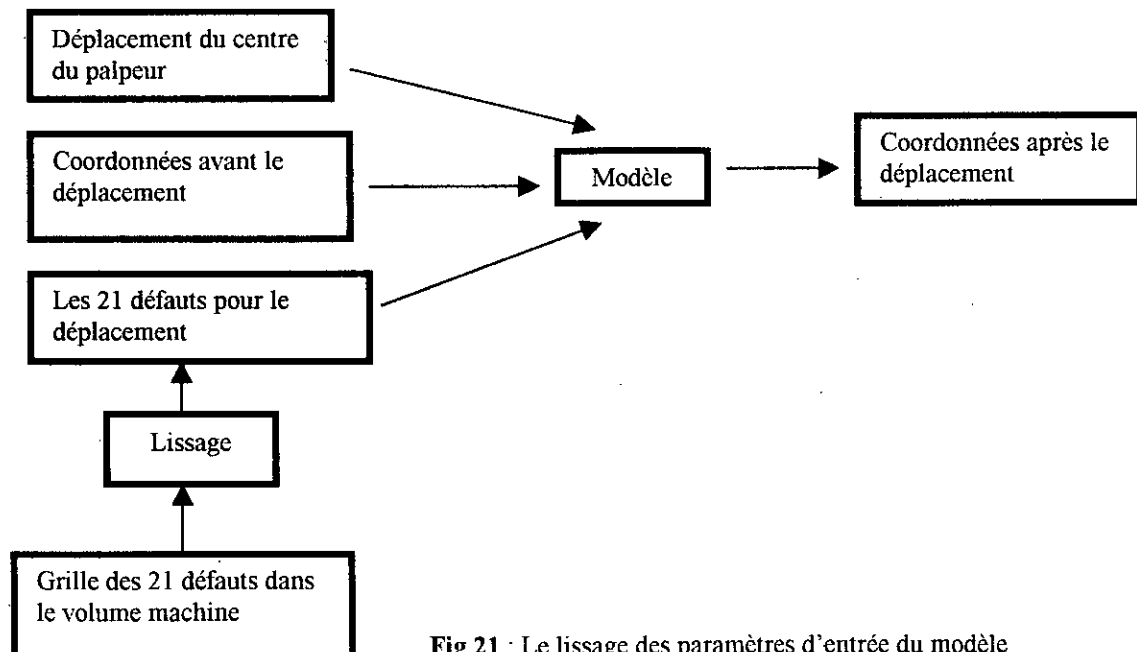 Déplacement du centre
du palpeur
Coordonnées avant le
déplacement
Modèle
Coordonnées après le
déplacement
Les 21 défauts pour le
déplacement
Lissage
Grille des 21 défauts dans
le volume machine
Fig 21 : Le lissage des paramètres d'entrée du modèle